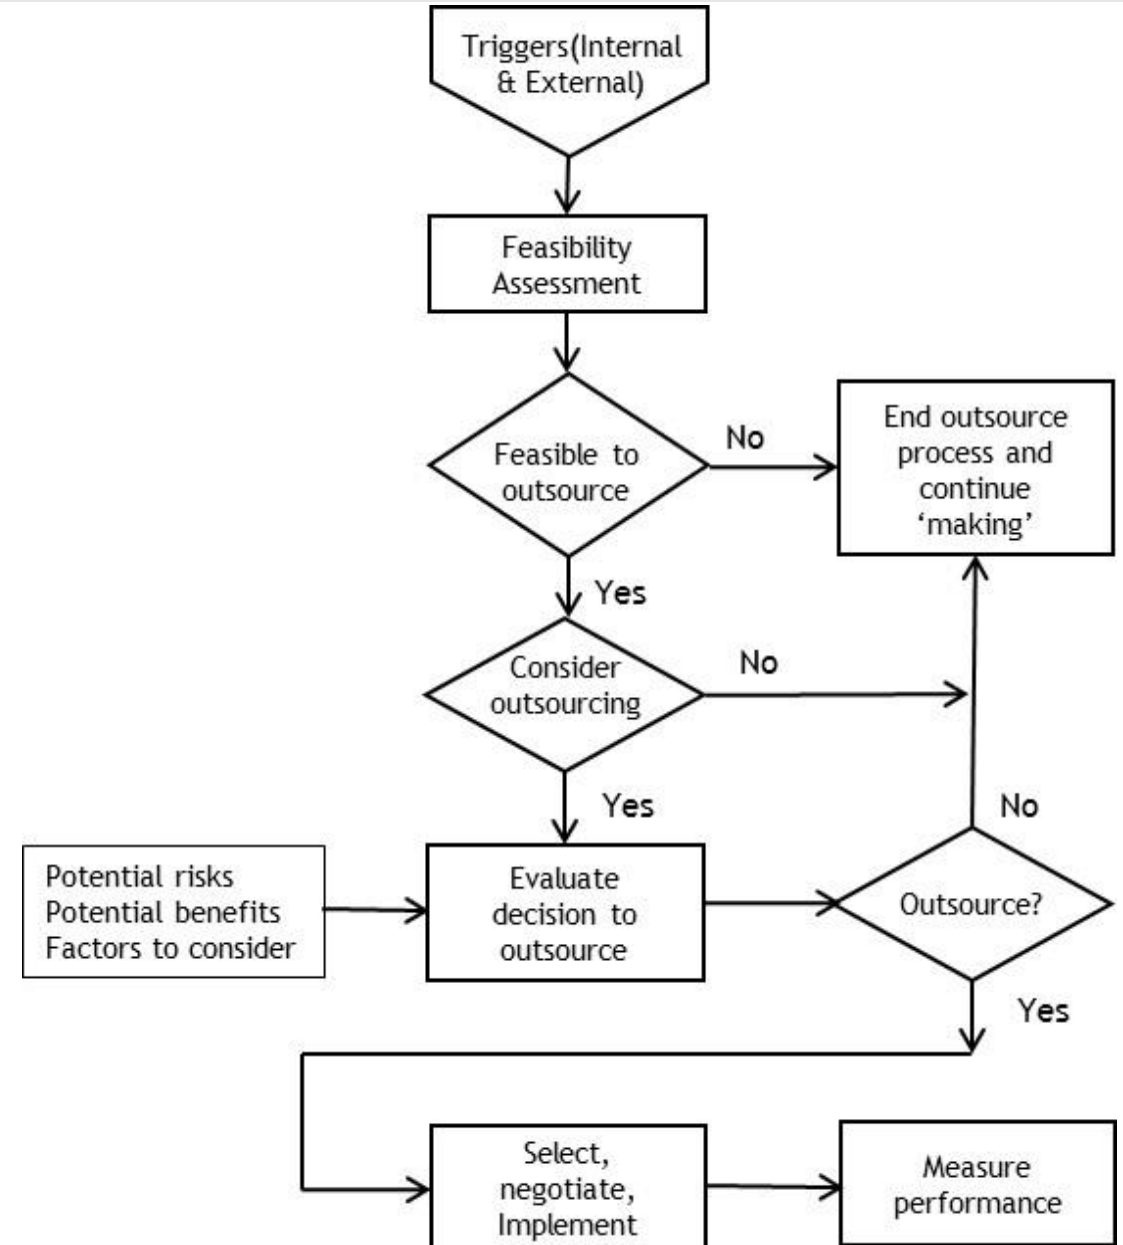 Triggers(Internal
& External)
Feasibility
Assessment
Feasible to
outsource
No
End outsource
process and
continue
‘making’
Yes
Consider
outsourcing
No
Yes
No
Potential risks
Potential benefits
Factors to consider
Evaluate
decision to
outsource
Outsource?
Yes
Select,
negotiate,
Implement
Measure
performance